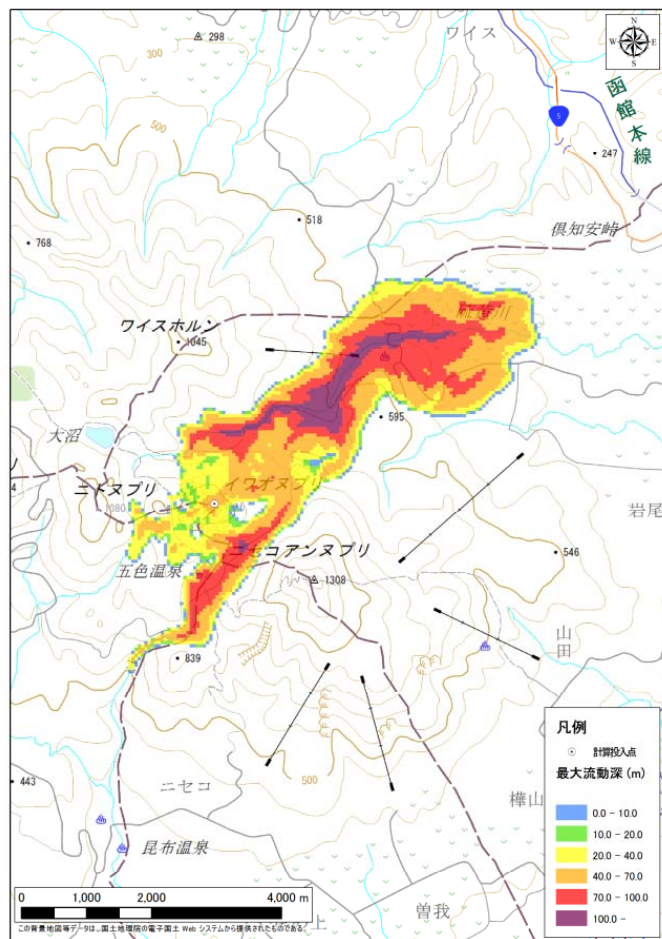 ワイス
N
W E
S
298
300
函館本線
5
247
500
518
倶知安峠
768
ワイスホルン
1045
大沼
595
ニトヌプリ
イワオヌプリ
1080
岩尾
ニセコアンヌプリ
546
五色温泉
1308
山田
839
443
ニセコ
500
樺山
昆布温泉
曽我
上
凡例
計算投入点
最大流動深(m)
0.0 - 10.0
10.0 - 20.0
20.0 - 40.0
40.0 - 70.0
70.0 - 100.0
100.0 -
0 1,000 2,000 4,000 m
この背景地図等データは、国土地理院の電子国土 Web システムから提供されたものである。